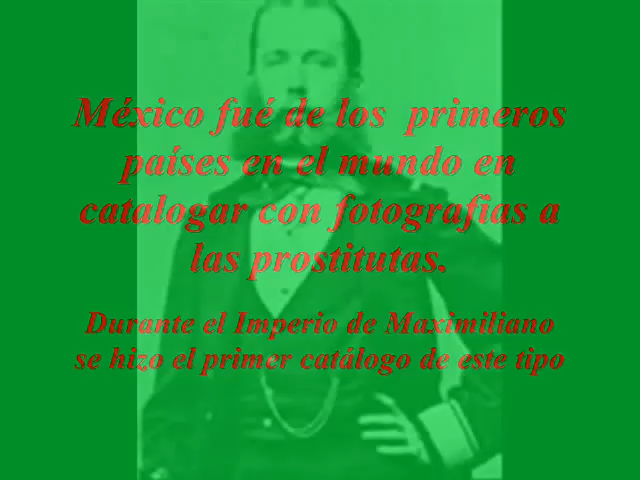 México fué de los primeros
países en el mundo en
catalogar con fotografias a
las prostitutas.
Durante el Imperio de Maximiliano
se hizo el primer catálogo de este tipo